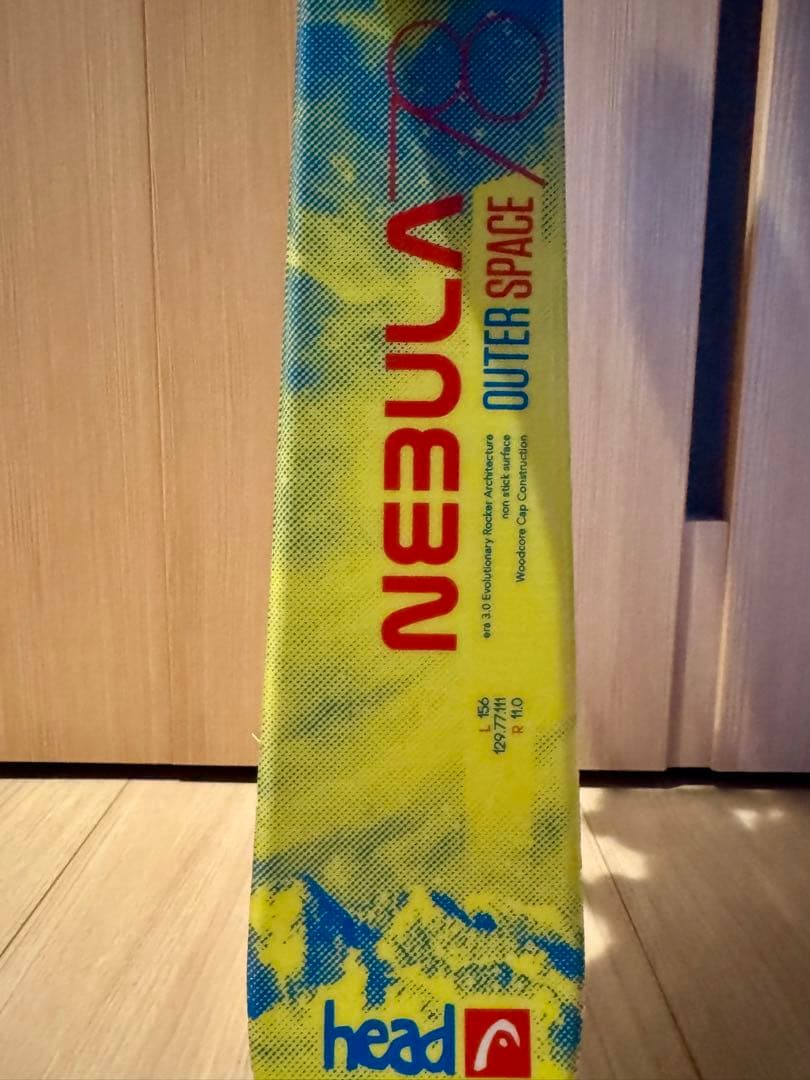 head
NEBULA 78
OUTER SPACE
era 3.0 Evolutionary Rocker Architecture
non stick surface
Woodcore Cap Construction
L 156
129.77.111
R 11.0